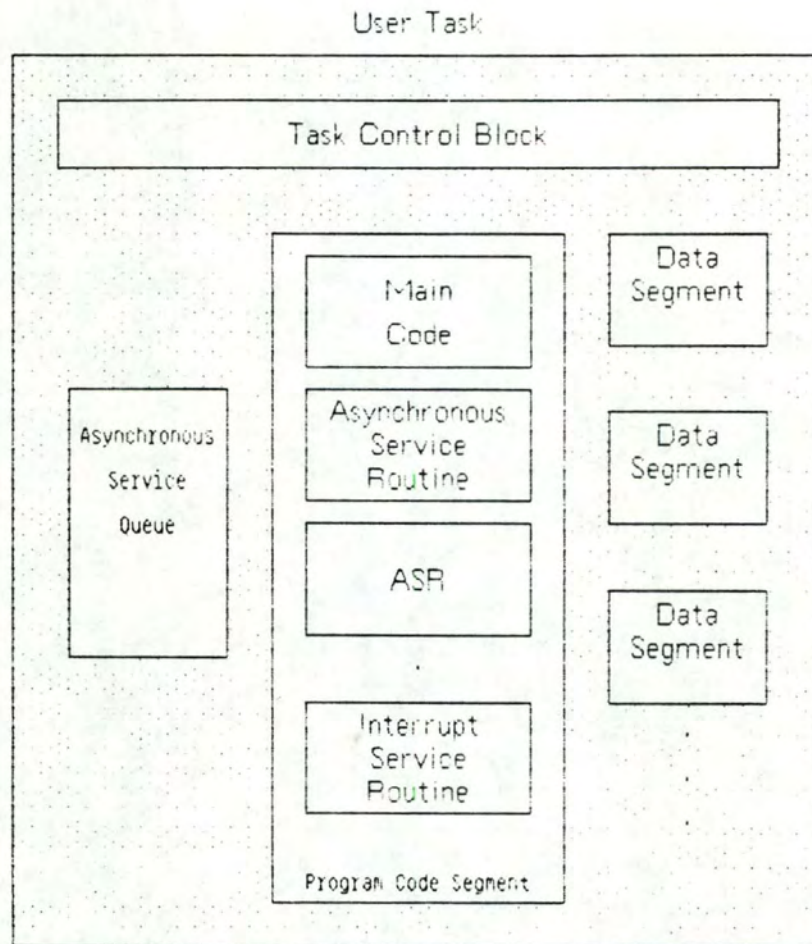 User Task
Task Control Block
Main
Code
Asynchronous
Service
Routine
ASR
Interrupt
Service
Routine
Program Code Segment
Asynchronous
Service
Queue
Data
Segment
Data
Segment
Data
Segment